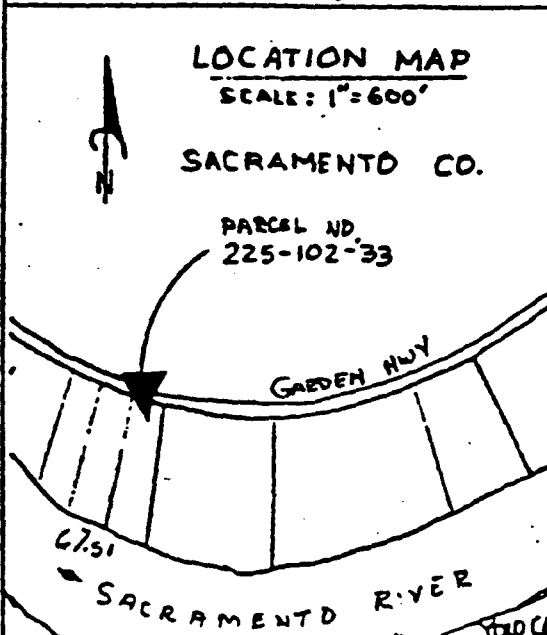 LOCATION MAP
SCALE: 1"=600'
SACRAMENTO CO.
N
PARCEL NO.
225-102-33
GARDEN HWY
67.51
SACRAMENTO RIVER